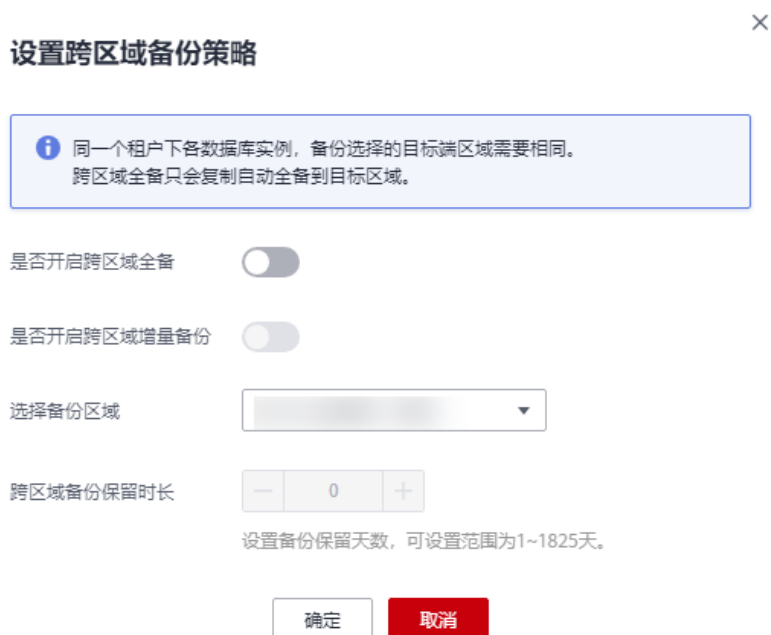 设置跨区域备份策略
同一个租户下各数据库实例，备份选择的目标端区域需要相同。
跨区域全备只会复制自动全备到目标区域。
是否开启跨区域全备
是否开启跨区域增量备份
选择备份区域
跨区域备份保留时长
0
设置备份保留天数，可设置范围为1~1825天。
确定 取消